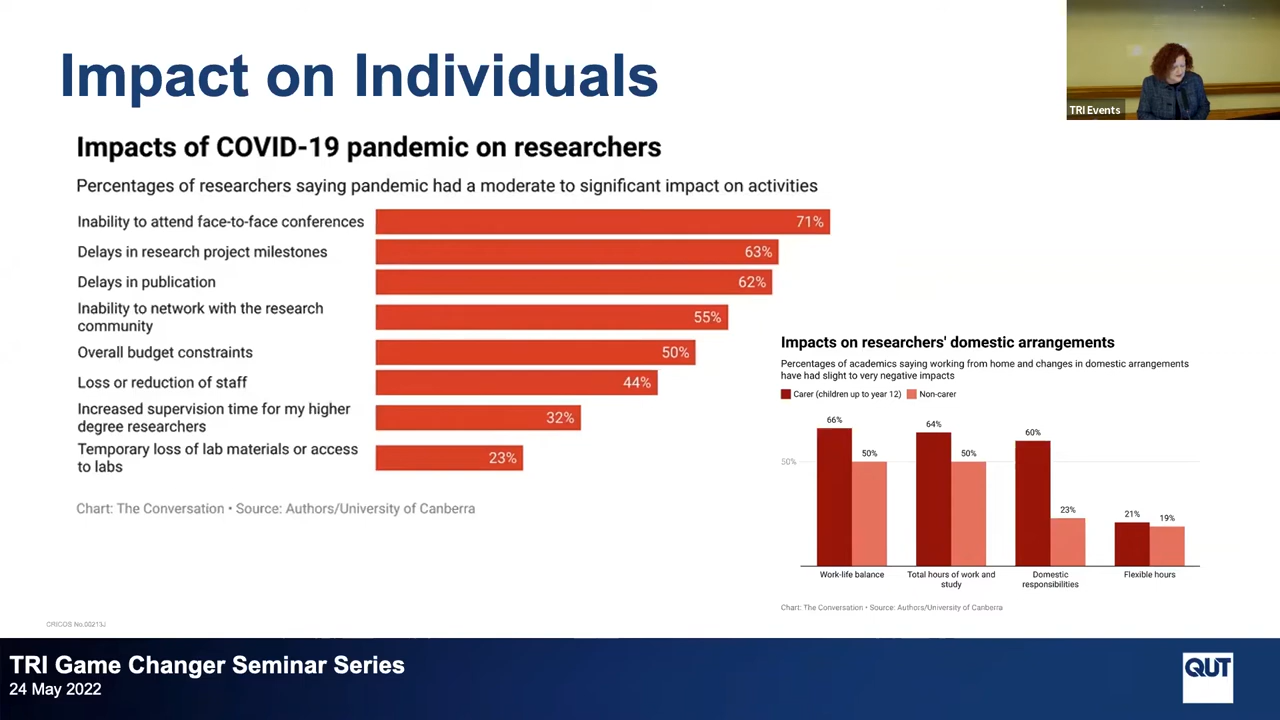 Impact on Individuals
TRI Events
Impacts of COVID-19 pandemic on researchers
Percentages of researchers saying pandemic had a moderate to significant impact on activities
Inability to attend face-to-face conferences 71%
Delays in research project milestones 63%
Delays in publication 62%
Inability to network with the research
community 55%
Overall budget constraints 50%
Loss or reduction of staff 44%
Increased supervision time for my higher
degree researchers 32%
Temporary loss of lab materials or access
to labs 23%
Chart: The Conversation • Source: Authors/University of Canberra
Impacts on researchers' domestic arrangements
Percentages of academics saying working from home and changes in domestic arrangements
have had slight to very negative impacts
Carer (children up to year 12) Non-carer
66% 50% 64% 50% 60% 23% 21% 19%
50%
Work-life balance
Total hours of work and
study
Domestic
responsibilities
Flexible hours
Chart: The Conversation • Source: Authors/University of Canberra
CRICOS No.00213J
TRI Game Changer Seminar Series
24 May 2022
QUT